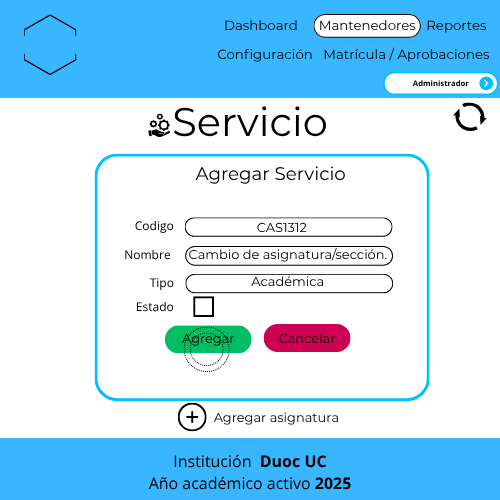 Dashboard Mantenedores Reportes
Configuración Matrícula / Aprobaciones
Administrador
Servicio
Agregar Servicio
Codigo CAS1312
Nombre Cambio de asignatura/sección.
Tipo Académica
Estado
Agregar Cancelar
Agregar asignatura
Institución Duoc UC
Año académico activo 2025